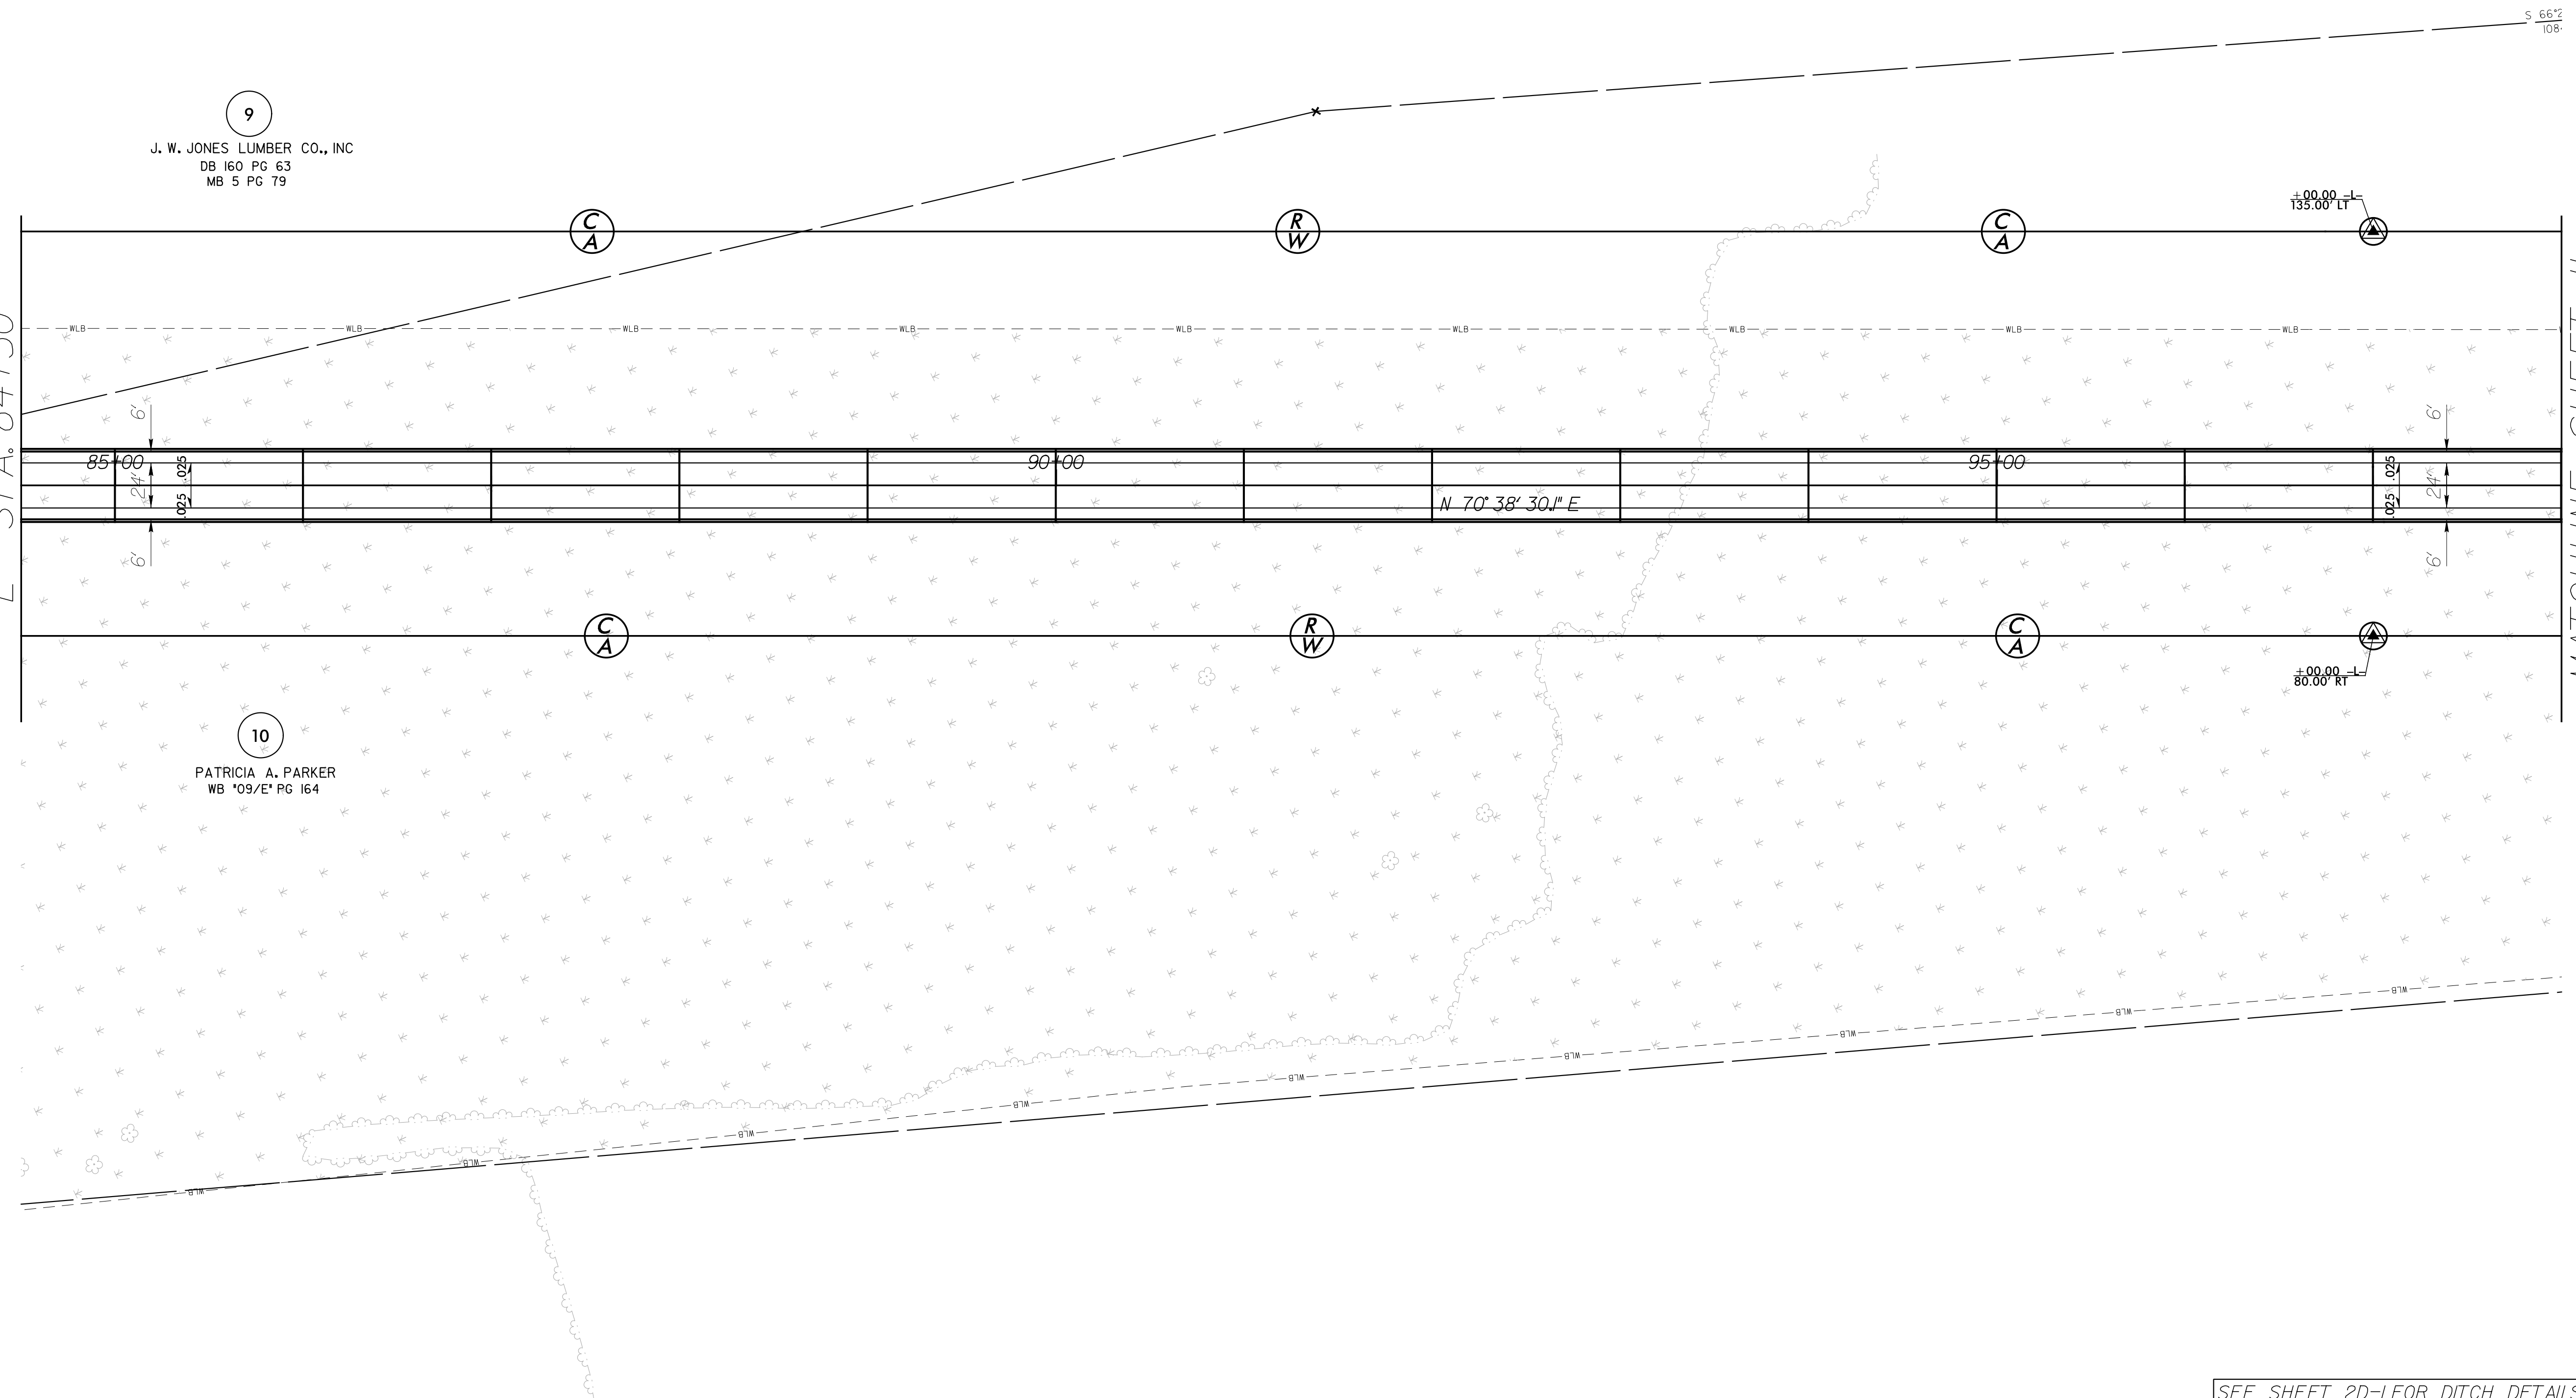 S 66°2
108.
9
J. W. JONES LUMBER CO., INC
DB 160 PG 63
MB 5 PG 79
C
A
R
W
C
A
+00.00 -L-
135.00' LT
WLB WLB WLB WLB WLB WLB WLB WLB WLB
6'
6'
85+00
90+00
95+00
24'
.025
.025
N 70° 38' 30.1" E
.025
.025
24'
6'
6'
C
A
R
W
C
A
+00.00 -L-
80.00' RT
10
PATRICIA A. PARKER
WB "09/E" PG 164
WLB WLB WLB WLB WLB WLB WLB WLB WLB
SEE SHEET 2D-1 FOR DITCH DETAILS